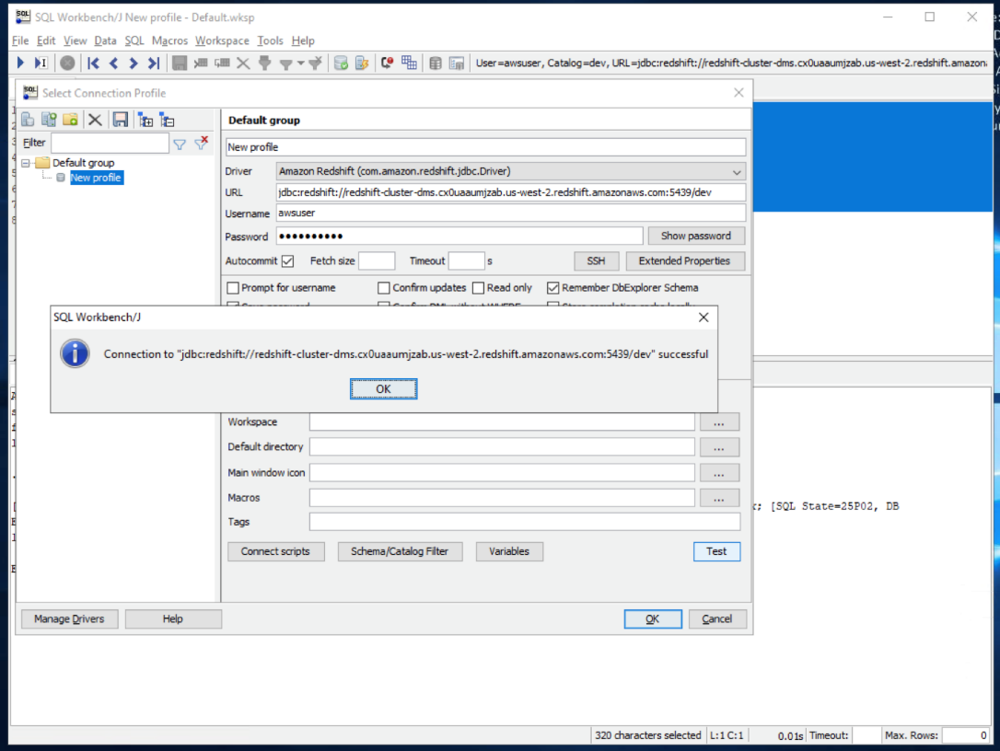 SQL Workbench/J New profile - Default.wksp
File Edit View Data SQL Macros Workspace Tools Help
User=awsuser, Catalog=dev, URL=jdbc:redshift://redshift-cluster-dms.cx0uaaumjzab.us-west-2.redshift.amazon
Select Connection Profile
Default group
Filter
New profile
Default group
New profile
Driver Amazon Redshift (com.amazon.redshift.jdbc.Driver)
URL jdbc:redshift://redshift-cluster-dms.cx0uaaumjzab.us-west-2.redshift.amazonaws.com:5439/dev
Username awsuser
Password •••••••••• Show password
Autocommit Fetch size Timeout s SSH Extended Properties
Prompt for username Confirm updates Read only Remember DbExplorer Schema
SQL Workbench/J
Connection to "jdbc:redshift://redshift-cluster-dms.cx0uaaumjzab.us-west-2.redshift.amazonaws.com:5439/dev" successful
OK
Workspace ...
Default directory ...
Main window icon ...
Macros ...
[SQL State=25P02, DB
Tags
Connect scripts Schema/Catalog Filter Variables Test
Manage Drivers Help OK Cancel
320 characters selected L:1 C:1 0.01s Timeout: Max. Rows: 0